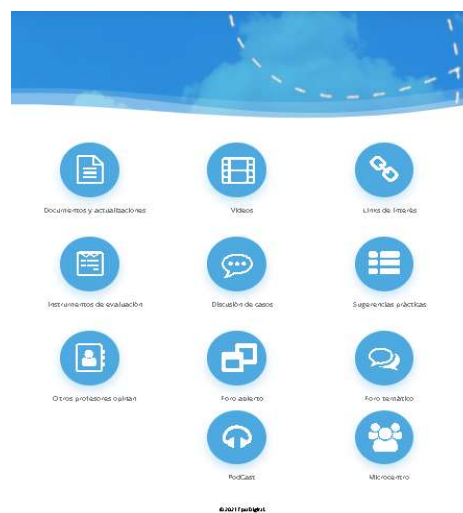 Documentos y actualizaciones
Videos
Links de Interés
Instrumentos de evaluación
Discusión de casos
Sugerencias prácticas
Otros profesores opinan
Foro abierto
Foro temático
PodCast
Microcentro
© 2021